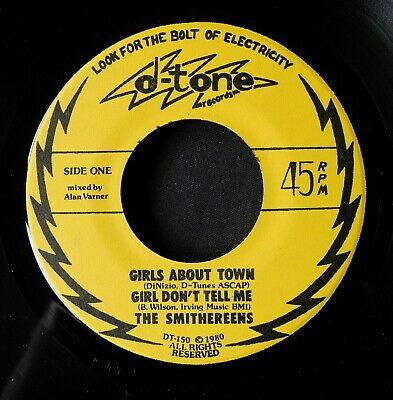 LOOK FOR THE BOLT OF ELECTRICITY
d-tone
records
SIDE ONE
mixed by
Alan Varner
45 RPM
GIRLS ABOUT TOWN
(DiNizio, D-Tunes ASCAP)
GIRL DON'T TELL ME
(B. Wilson, Irving Music BMI)
THE SMITHEREENS
DT-150 © 1980
ALL RIGHTS
RESERVED